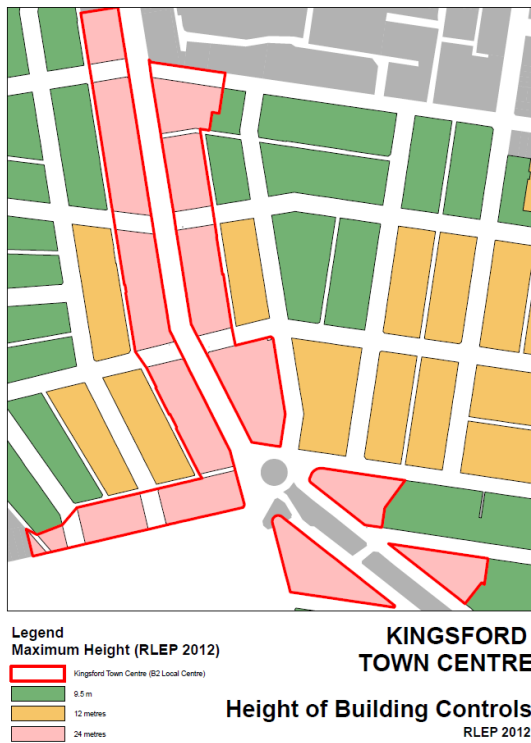 Legend
Maximum Height (RLEP 2012)
Kingsford Town Centre (B2 Local Centre)
9.5 m
12 metres
24 metres
KINGSFORD
TOWN CENTRE
Height of Building Controls
RLEP 2012